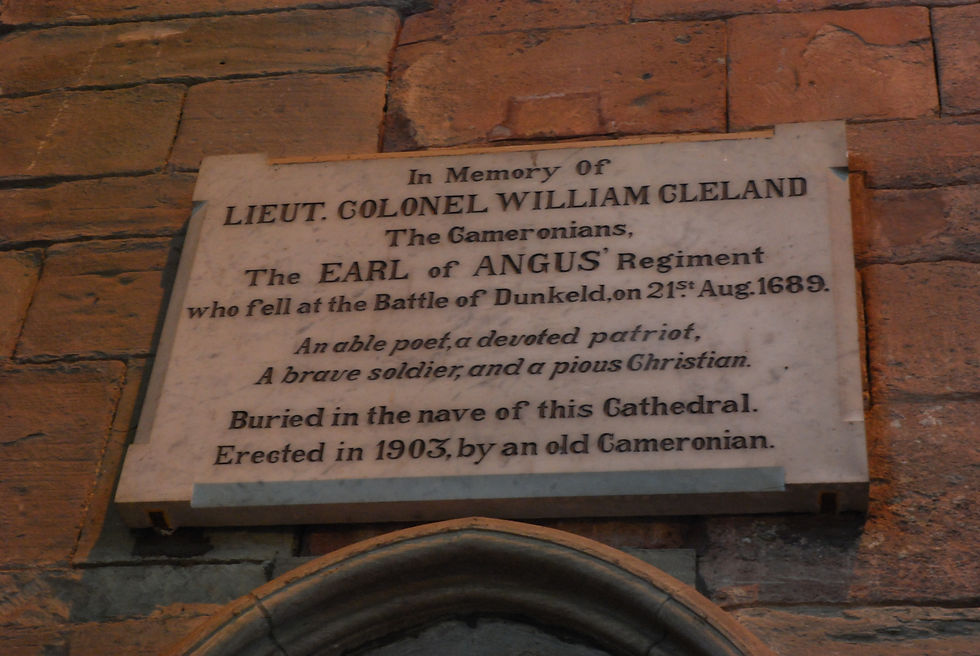 In Memory Of
LIEUT. COLONEL WILLIAM CLELAND
The Cameronians,
The EARL of ANGUS' Regiment
who fell at the Battle of Dunkeld, on 21st Aug. 1689.
An able poet, a devoted patriot,
A brave soldier, and a pious Christian.
Buried in the nave of this Cathedral.
Erected in 1903, by an old Cameronian.